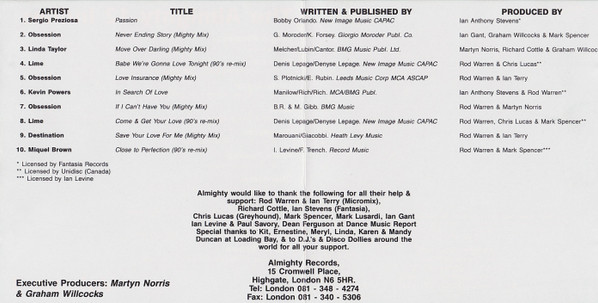 ARTIST TITLE WRITTEN & PUBLISHED BY PRODUCED BY
1. Sergio Preziosa Passion Bobby Orlando. New Image Music CAPAC Ian Anthony Stevens*
2. Obsession Never Ending Story (Mighty Mix) G. Moroder/K. Forsey. Giorgio Moroder Publ. Co. Ian Gant, Graham Willcocks & Mark Spencer
3. Linda Taylor Move Over Darling (Mighty Mix) Melcher/Lubin/Cantor. BMG Music Publ. Ltd. Martyn Norris, Richard Cottle & Graham Willcoc
4. Lime Babe We're Gonna Love Tonight (90's re-mix) Denis Lepage/Denyse Lepage. New Image Music CAPAC Rod Warren & Chris Lucas**
5. Obsession Love Insurance (Mighty Mix) S. Plotnicki/E. Rubin. Leeds Music Corp MCA ASCAP Rod Warren & Ian Terry
6. Kevin Powers In Search Of Love Manilow/Rich/Rich. MCA/BMG Publ. Ian Anthony Stevens & Rod Warren**
7. Obsession If I Can't Have You (Mighty Mix) B.R. & M. Gibb. BMG Music Rod Warren & Martyn Norris
8. Lime Come & Get Your Love (90's re-mix) Denis Lepage/Denyse Lepage. New Image Music CAPAC Rod Warren, Chris Lucas & Mark Spencer**
9. Destination Save Your Love For Me (Mighty Mix) Marouani/Giacobbi. Heath Levy Music Rod Warren & Ian Terry
10. Miquel Brown Close to Perfection (90's re-mix) I. Levine/F. Trench. Record Music Rod Warren & Mark Spencer***
* Licensed by Fantasia Records
** Licensed by Unidisc (Canada)
*** Licensed by Ian Levine
Almighty would like to thank the following for all their help &
support: Rod Warren & Ian Terry (Micromix),
Richard Cottle, Ian Stevens (Fantasia),
Chris Lucas (Greyhound), Mark Spencer, Mark Lusardi, Ian Gant
Ian Levine & Paul Savory, Dean Ferguson at Dance Music Report
Special thanks to Kit, Ernestine, Meryl, Linda, Karen & Mandy
Duncan at Loading Bay, & to D.J.'s & Disco Dollies around the
world for all your support.
Almighty Records,
15 Cromwell Place,
Highgate, London N6 5HR.
Tel: London 081 - 348 - 4274
Fax: London 081 - 340 - 5306
Executive Producers: Martyn Norris
& Graham Willcocks